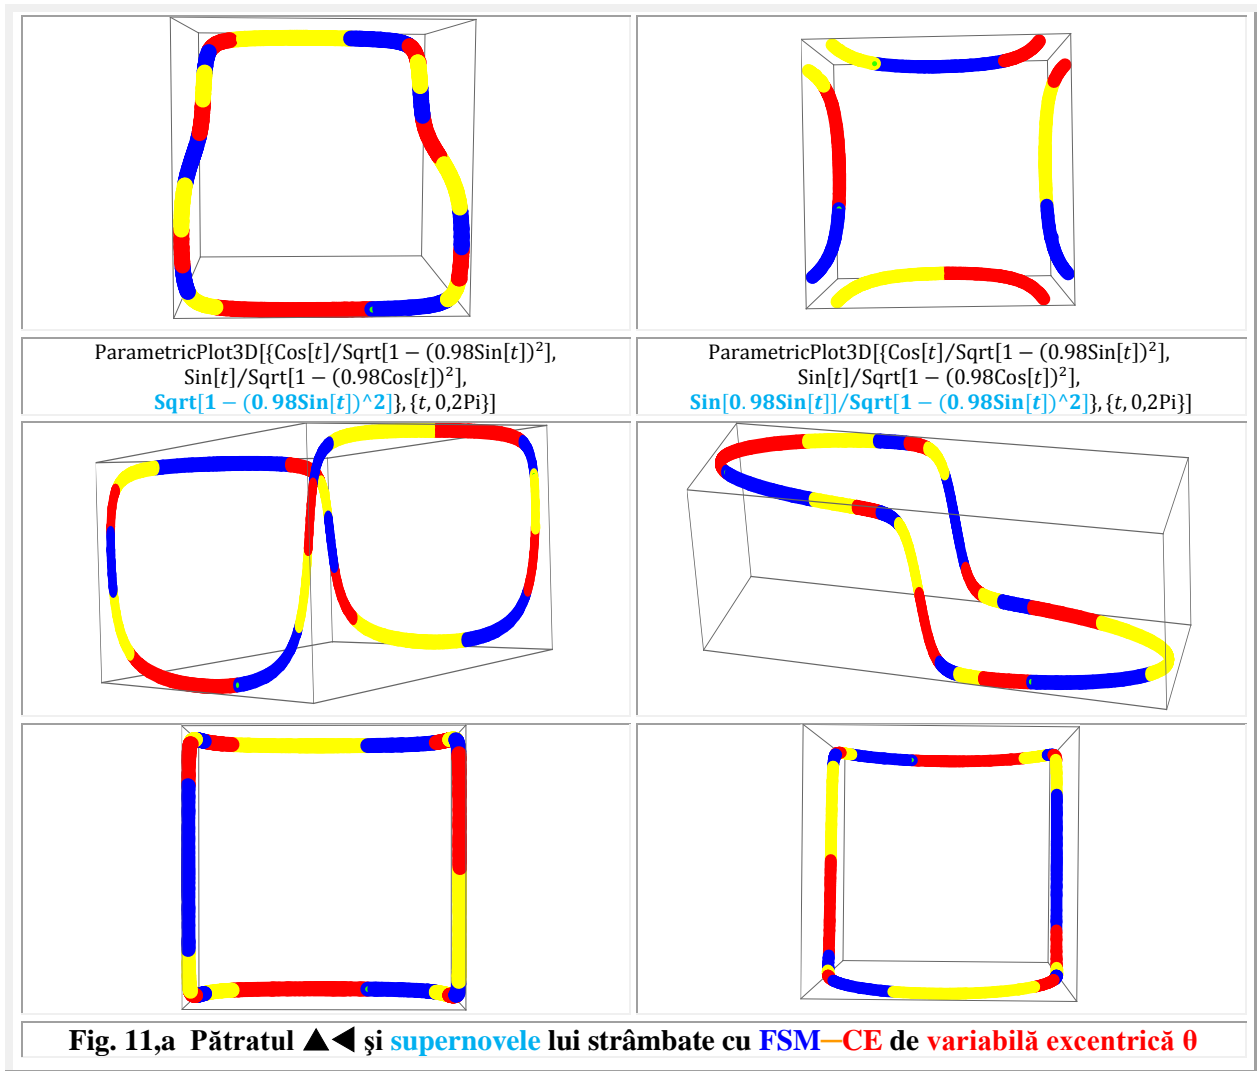 ParametricPlot3D[{Cos[t]/Sqrt[1 − (0.98Sin[t])²],
Sin[t]/Sqrt[1 − (0.98Cos[t])²],
Sqrt[1 − (0.98Sin[t])^2]}, {t, 0,2Pi}]
ParametricPlot3D[{Cos[t]/Sqrt[1 − (0.98Sin[t])²],
Sin[t]/Sqrt[1 − (0.98Cos[t])²],
Sin[0.98Sin[t]]/Sqrt[1 − (0.98Sin[t])^2]}, {t, 0,2Pi}]
Fig. 11,a Pătratul ▲◄ şi supernovele lui strâmbate cu FSM—CE de variabilă excentrică θ